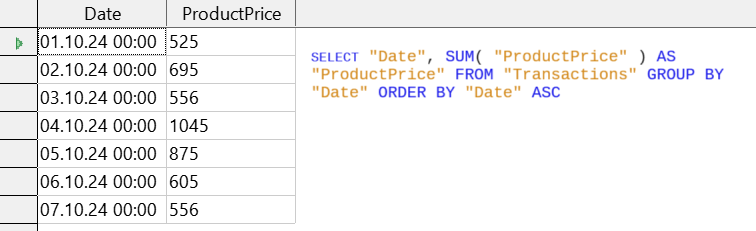 Date ProductPrice
01.10.24 00:00 525
02.10.24 00:00 695
03.10.24 00:00 556
04.10.24 00:00 1045
05.10.24 00:00 875
06.10.24 00:00 605
07.10.24 00:00 556
SELECT "Date", SUM( "ProductPrice" ) AS
"ProductPrice" FROM "Transactions" GROUP BY
"Date" ORDER BY "Date" ASC